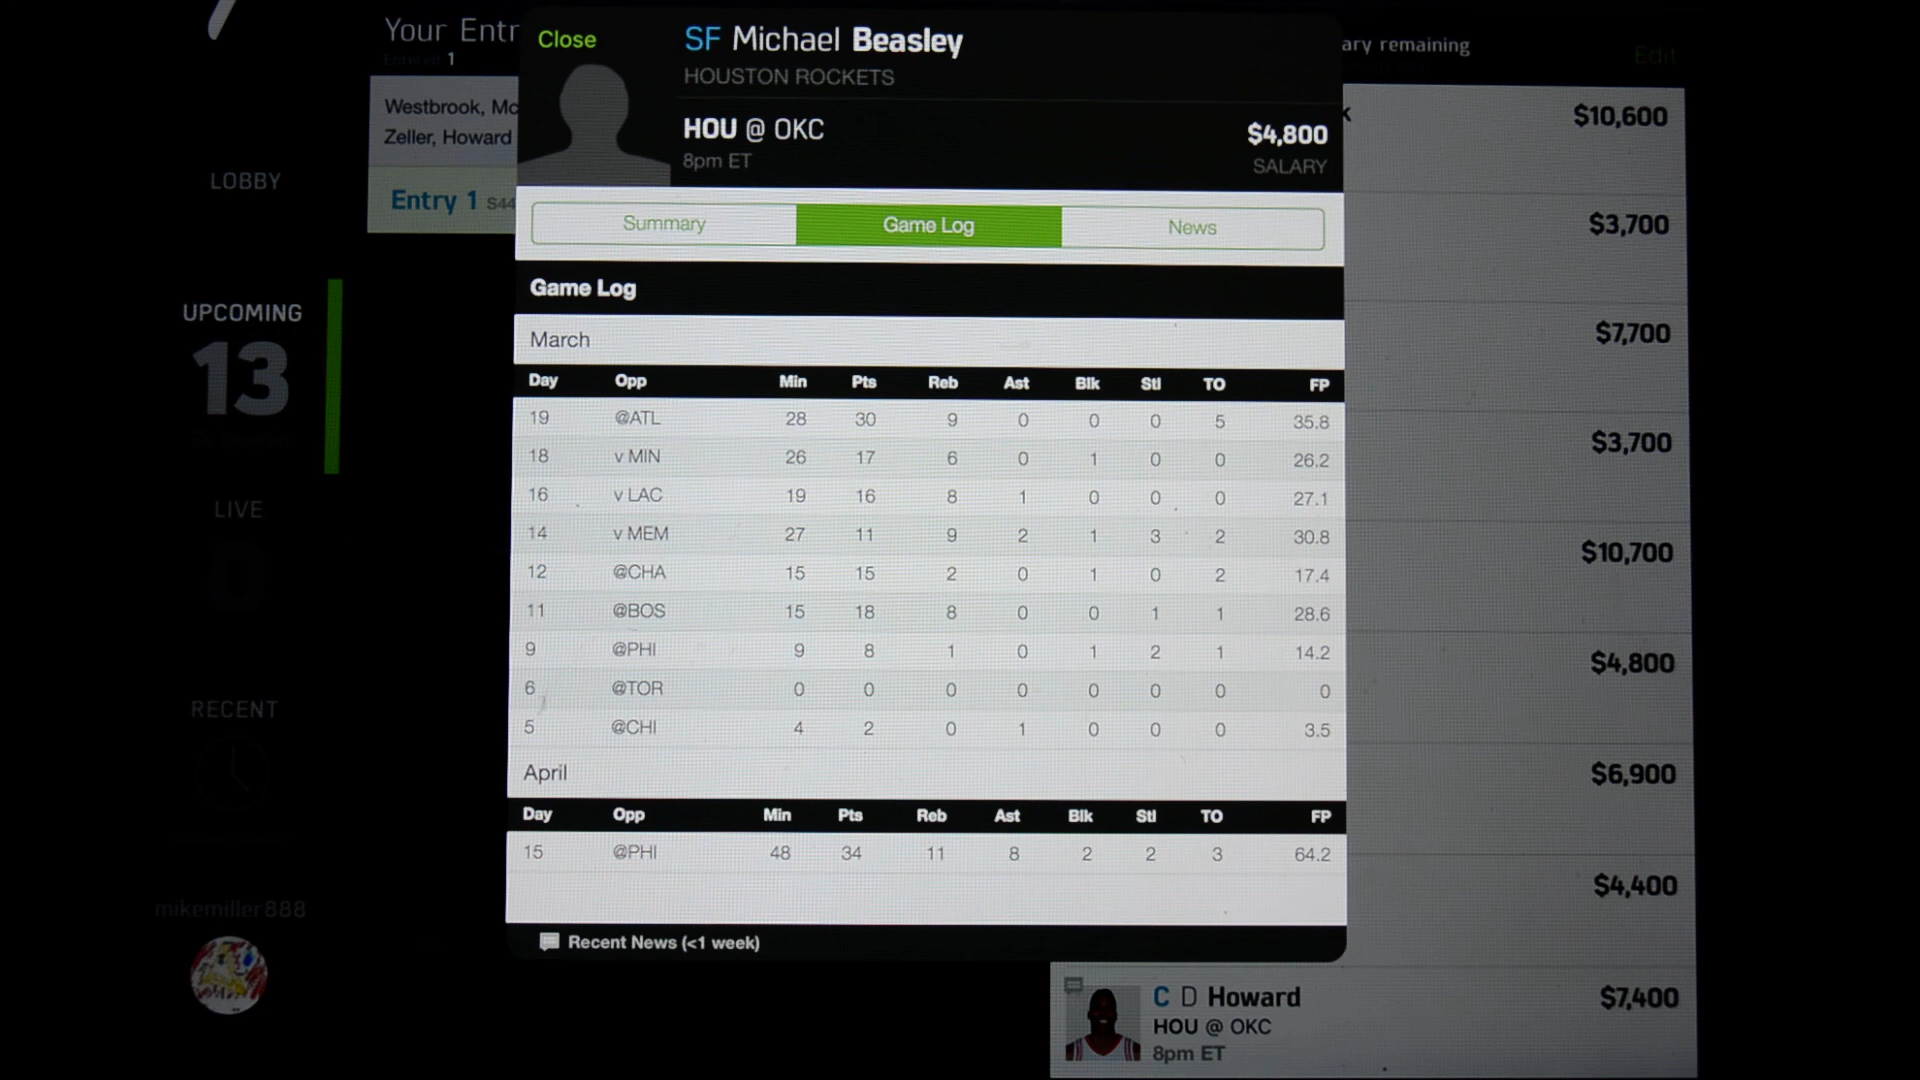 Your Entr
Entered 1
Westbrook, Mc
Zeller, Howard
Entry 1 $44
LOBBY
UPCOMING
13
LIVE
0
RECENT
mikemiller888
Close
SF Michael Beasley
HOUSTON ROCKETS
HOU @ OKC
8pm ET
$4,800
SALARY
Summary Game Log News
Game Log
March
Day Opp Min Pts Reb Ast Blk Stl TO FP
19 @ATL 28 30 9 0 0 0 5 35.8
18 v MIN 26 17 6 0 1 0 0 26.2
16 v LAC 19 16 8 1 0 0 0 27.1
14 v MEM 27 11 9 2 1 3 2 30.8
12 @CHA 15 15 2 0 1 0 2 17.4
11 @BOS 15 18 8 0 0 1 1 28.6
9 @PHI 9 8 1 0 1 2 1 14.2
6 @TOR 0 0 0 0 0 0 0 0
5 @CHI 4 2 0 1 0 0 0 3.5
April
Day Opp Min Pts Reb Ast Blk Stl TO FP
15 @PHI 48 34 11 8 2 2 3 64.2
Recent News (<1 week)
ary remaining
Edit
k
$10,600
$3,700
$7,700
$3,700
$10,700
$4,800
$6,900
$4,400
C D Howard
HOU @ OKC
8pm ET
$7,400